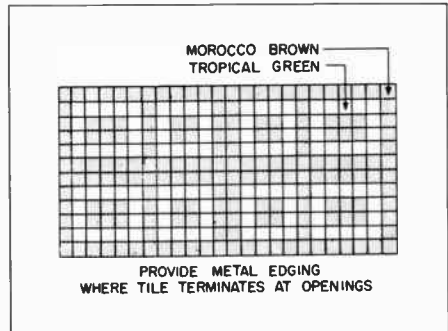 MOROCCO BROWN
TROPICAL GREEN
PROVIDE METAL EDGING
WHERE TILE TERMINATES AT OPENINGS